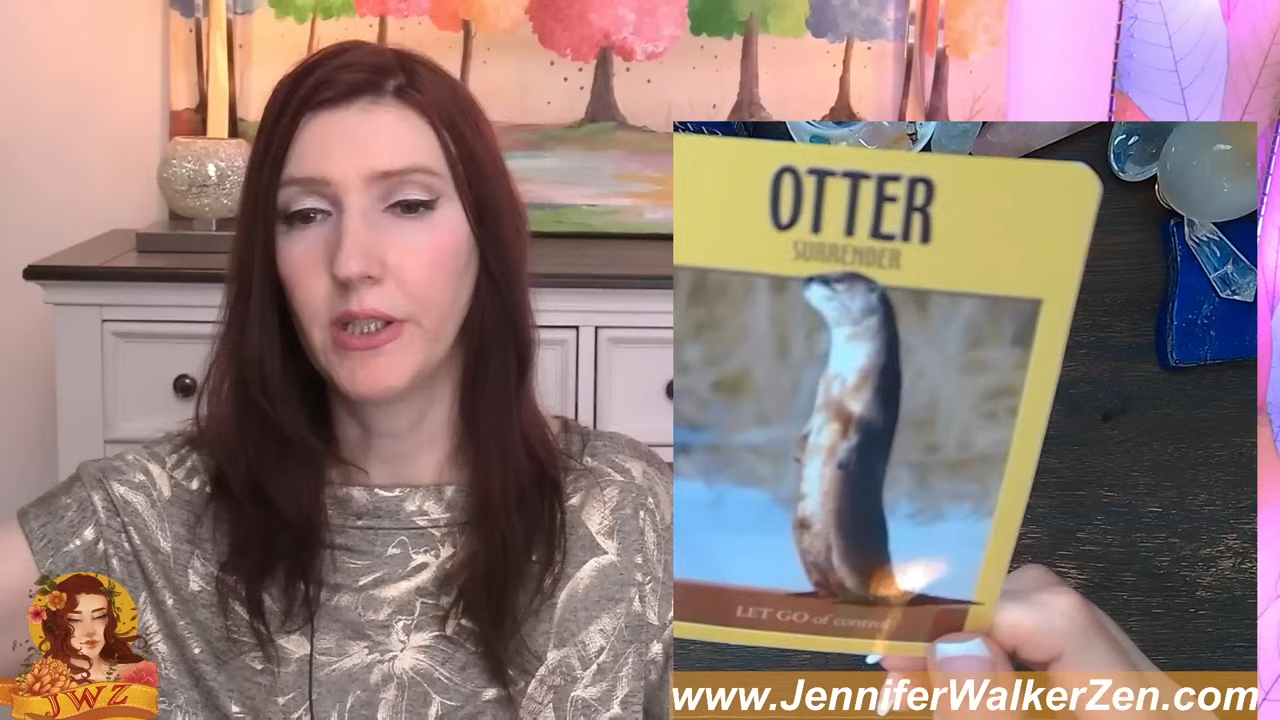 OTTER
SURRENDER
LET GO of control
JWZ
www.JenniferWalkerZen.com